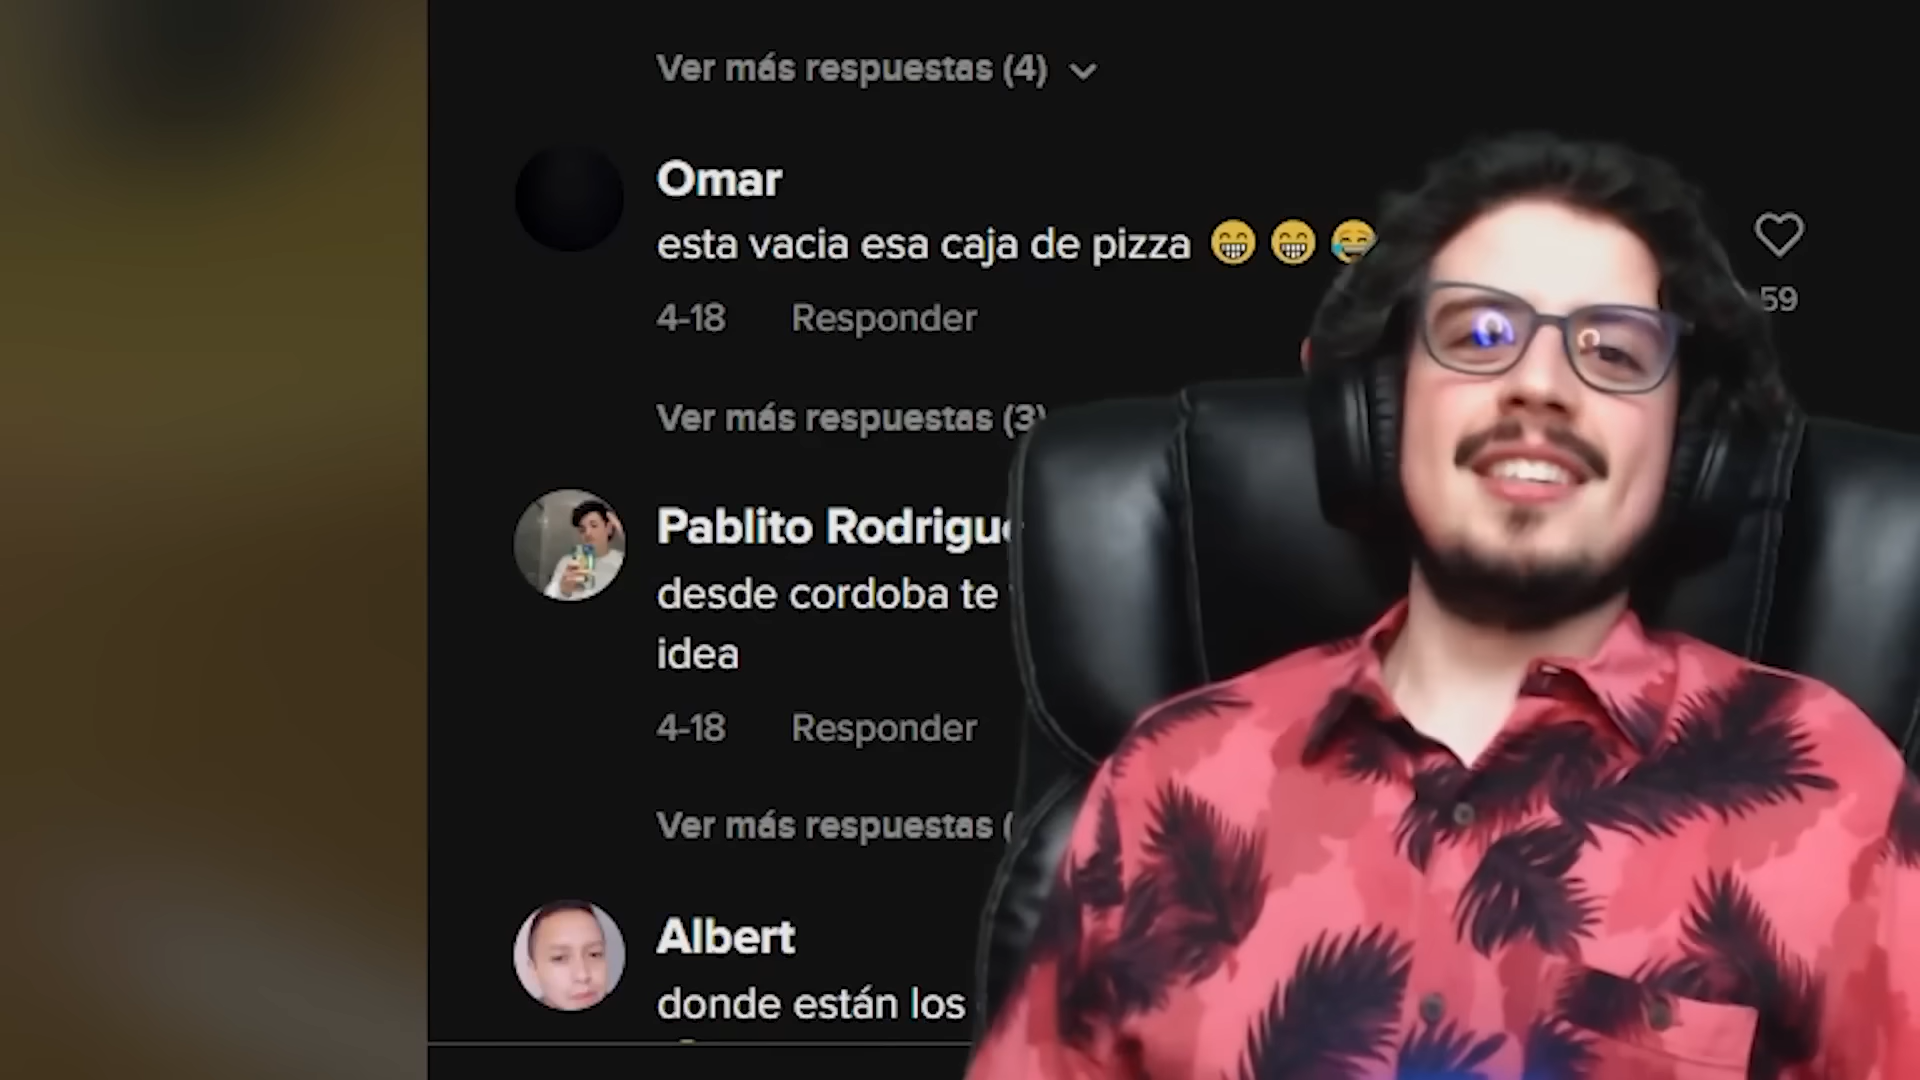 Ver más respuestas (4)
Omar
esta vacia esa caja de pizza 😁 😁 😂
59
4-18 Responder
Ver más respuestas (3)
Pablito Rodrigu
desde cordoba te
idea
4-18 Responder
Ver más respuestas (
Albert
donde están los